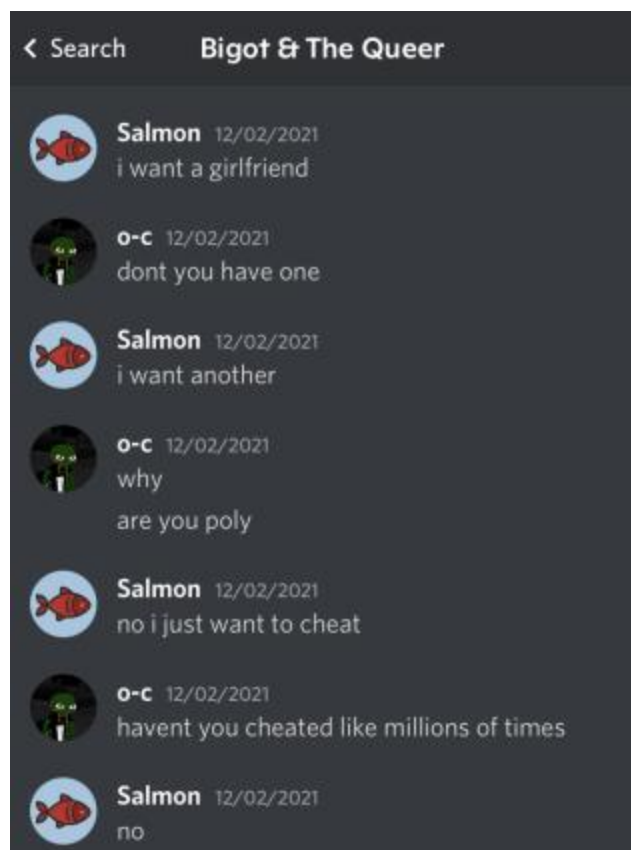 Search
Bigot & The Queer
Salmon 12/02/2021
i want a girlfriend
o-c 12/02/2021
dont you have one
Salmon 12/02/2021
i want another
o-c 12/02/2021
why
are you poly
Salmon 12/02/2021
no i just want to cheat
o-c 12/02/2021
havent you cheated like millions of times
Salmon 12/02/2021
no